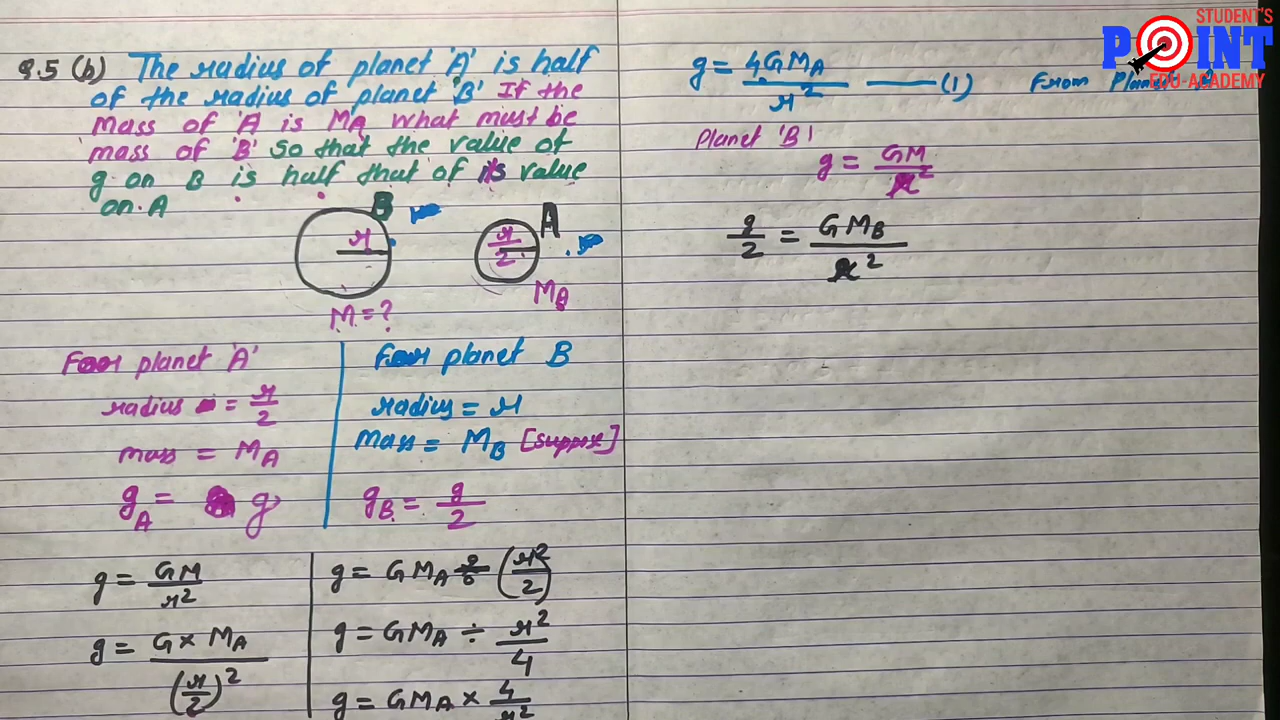 Q.5 (b) The radius of planet 'A' is half
of the radius of planet 'B' If the
Mass of 'A' is MA what must be
mass of 'B' So that the value of
g on B is half that of its value
on A
B
A
r
r/2
MA
M = ?
For planet 'A'
radius = r/2
mass = MA
gA = g
For planet B
radius = r
Mass = MB [suppose]
gB = g/2
g = GM/r²
g = G × MA/(r/2)²
g = GMA ÷ (r²/2)
g = GMA ÷ r²/4
g = GMA × 4/r²
g = 4GMA/r² (1) From
Planet 'B'
g = GM/r²
g/2 = GMB/r²
STUDENT'S
POINT
EDU-ACADEMY